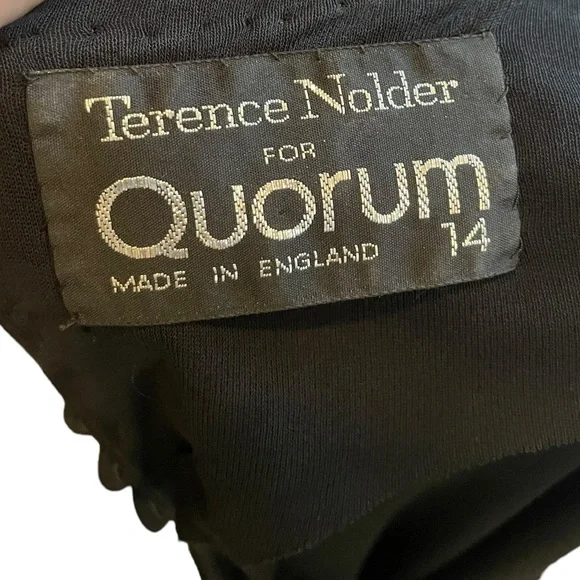 Terence Nolder
FOR
Quorum
14
MADE IN ENGLAND